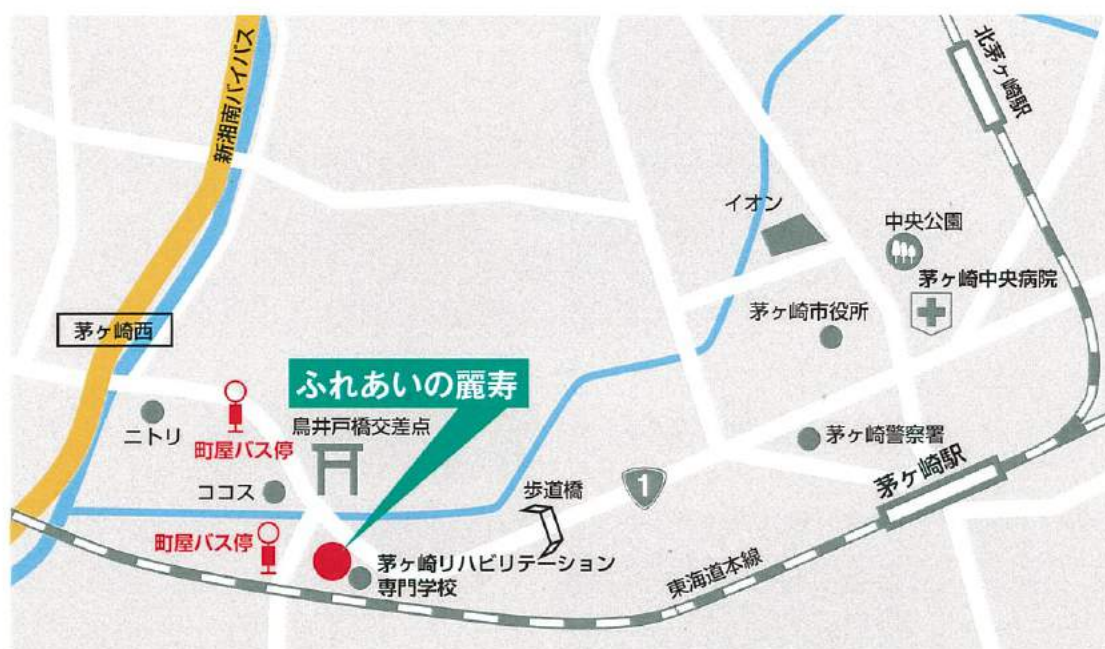 新湘南バイパス
北茅ヶ崎駅
イオン
中央公園
茅ヶ崎中央病院
茅ヶ崎市役所
茅ヶ崎西
ふれあいの麗寿
ニトリ
町屋バス停
鳥井戸橋交差点
茅ヶ崎警察署
茅ヶ崎駅
ココス
歩道橋
1
町屋バス停
茅ヶ崎リハビリテーション
専門学校
東海道本線